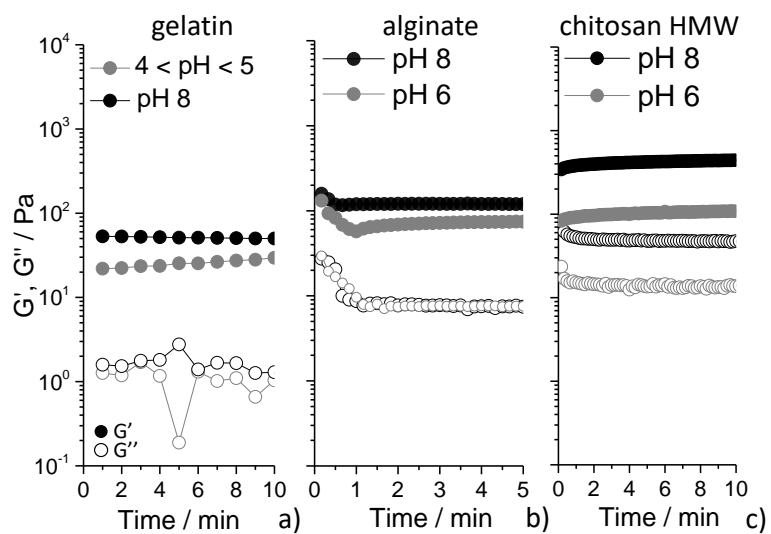 gelatin
alginate
chitosan HMW
G', G'' / Pa
10⁴
10³
10²
10¹
10⁰
10⁻¹
4 < pH < 5
pH 8
G'
G''
0 2 4 6 8 10
Time / min
a)
pH 8
pH 6
0 1 2 3 4 5
Time / min
b)
pH 8
pH 6
0 2 4 6 8 10
Time / min
c)